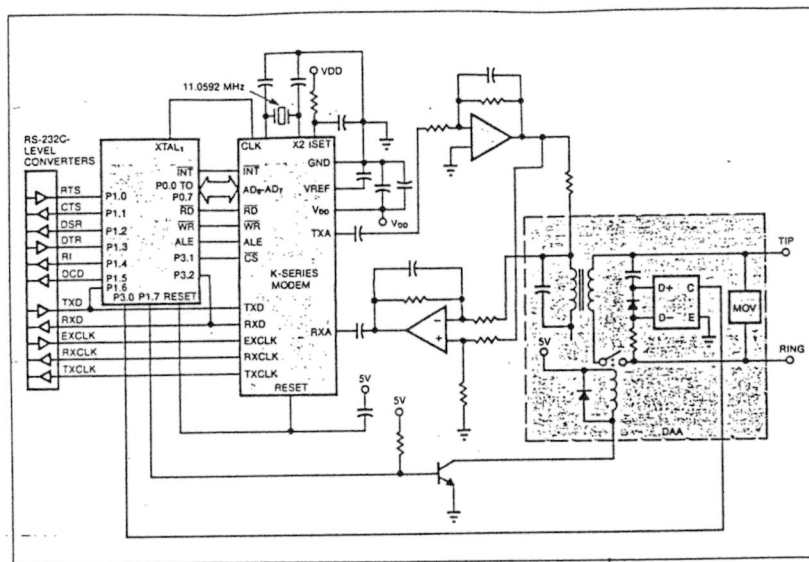 11.0592 MHz
VDD
RS-232C-
LEVEL
CONVERTERS
XTAL1
CLK
X2 ISET
RTS
CTS
DSR
DTR
RI
DCD
TXD
RXD
EXCLK
RXCLK
TXCLK
P1.0
P1.1
P1.2
P1.3
P1.4
P1.5
P1.6
P3.0 P1.7 RESET
INT
P0.0 TO
P0.7
RD
WR
ALE
P3.1
P3.2
INT
AD0-AD7
RD
WR
ALE
CS
K-SERIES
MODEM
TXD
RXD
EXCLK
RXCLK
TXCLK
RESET
GND
VREF
VDD
TXA
RXA
VDD
5V
5V
5V
−
+
D+ C
D− E
MOV
TIP
RING
DAA